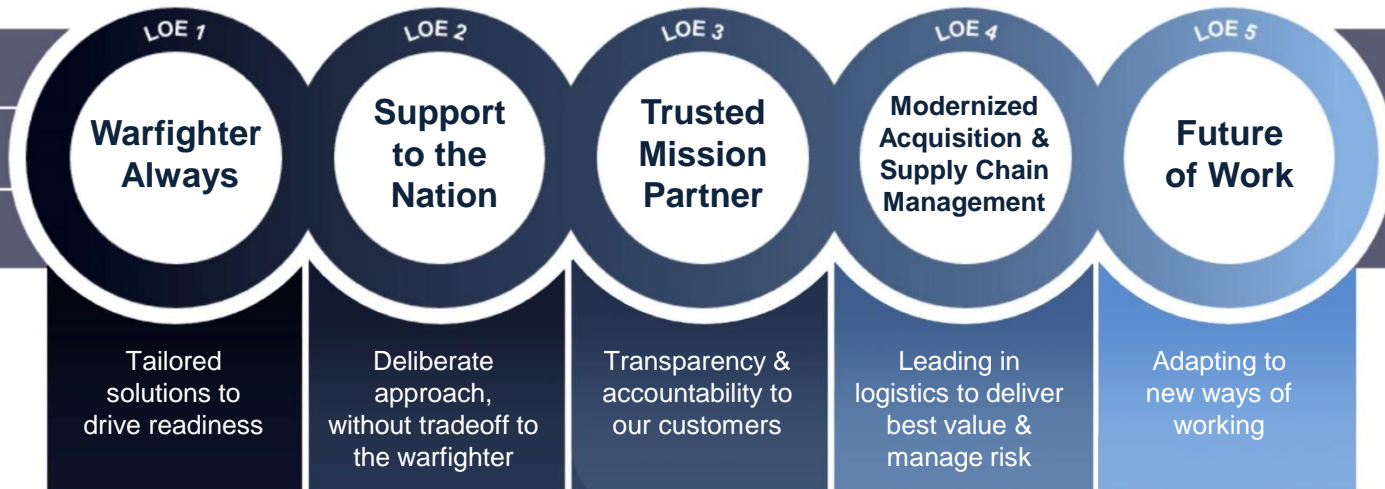 LOE 1
Warfighter
Always
Tailored
solutions to
drive readiness
LOE 2
Support
to the
Nation
Deliberate
approach,
without tradeoff to
the warfighter
LOE 3
Trusted
Mission
Partner
Transparency &
accountability to
our customers
LOE 4
Modernized
Acquisition &
Supply Chain
Management
Leading in
logistics to deliver
best value &
manage risk
LOE 5
Future
of Work
Adapting to
new ways of
working